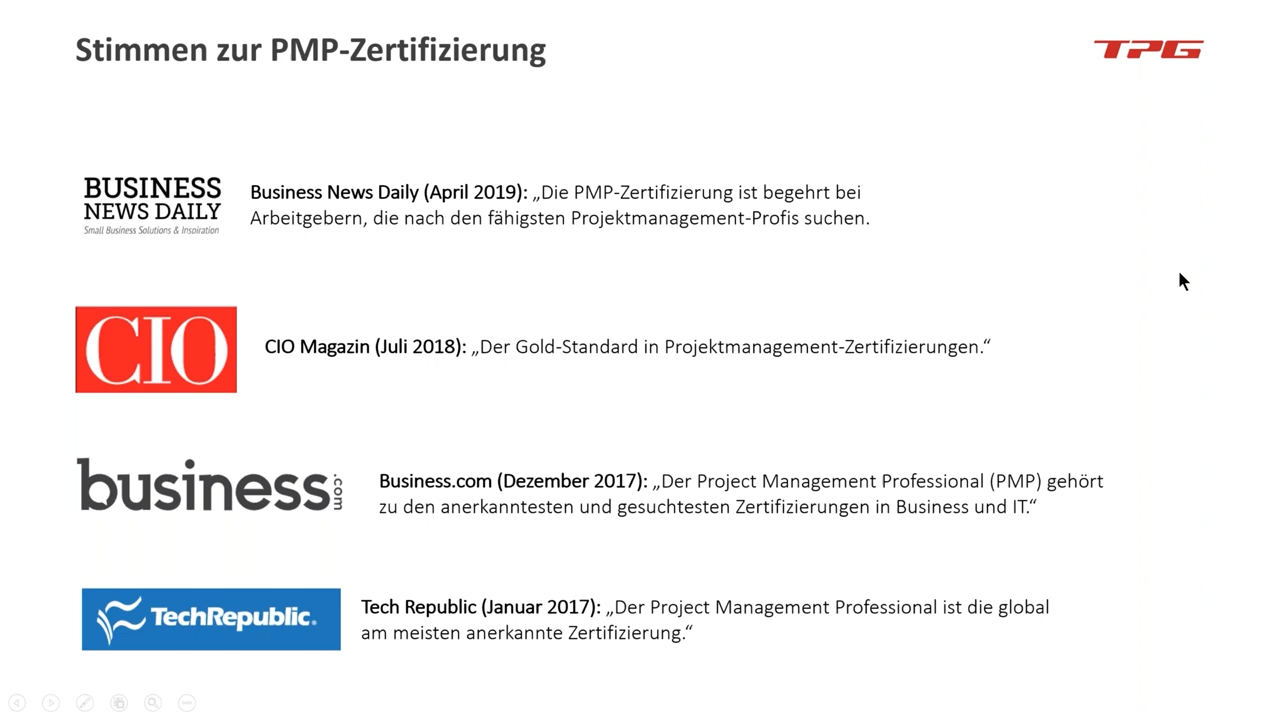 Stimmen zur PMP-Zertifizierung
TPG
BUSINESS
NEWS DAILY
Small Business Solutions & Inspiration
Business News Daily (April 2019): „Die PMP-Zertifizierung ist begehrt bei
Arbeitgebern, die nach den fähigsten Projektmanagement-Profis suchen.
CIO
CIO Magazin (Juli 2018): „Der Gold-Standard in Projektmanagement-Zertifizierungen.“
business.com
Business.com (Dezember 2017): „Der Project Management Professional (PMP) gehört
zu den anerkanntesten und gesuchtesten Zertifizierungen in Business und IT.“
TechRepublic®
Tech Republic (Januar 2017): „Der Project Management Professional ist die global
am meisten anerkannte Zertifizierung.“